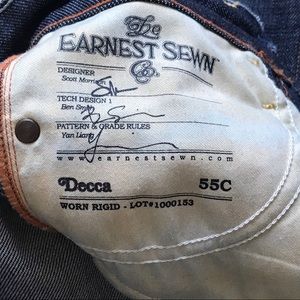 The
EARNEST SEWN
& Co
DESIGNER
Scott Morrison
TECH DESIGN 1
Ben
PATTERN & GRADE RULES
Yan Liang
www.earnestsewn.com
Decca 55C
WORN RIGID - LOT#1000153